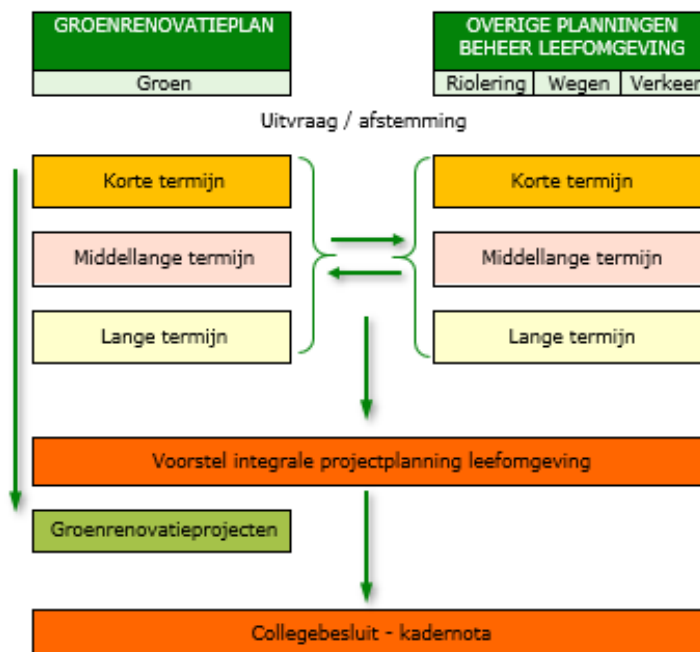 GROENRENOVATIEPLAN
Groen
OVERIGE PLANNINGEN
BEHEER LEEFOMGEVING
Riolering Wegen Verkeer
Uitvraag / afstemming
Korte termijn
Middellange termijn
Lange termijn
Korte termijn
Middellange termijn
Lange termijn
Voorstel integrale projectplanning leefomgeving
Groenrenovatieprojecten
Collegebesluit - kadernota